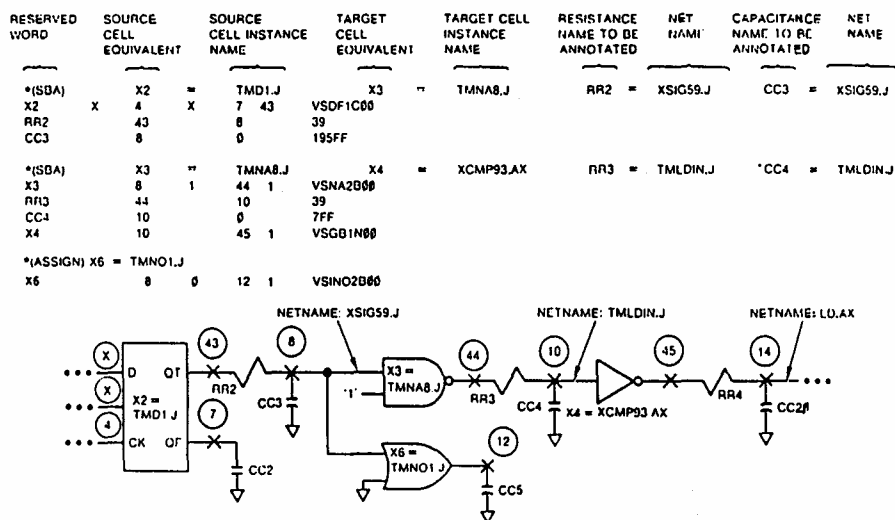 RESERVED WORD SOURCE CELL EQUIVALENT SOURCE CELL INSTANCE NAME TARGET CELL EQUIVALENT TARGET CELL INSTANCE NAME RESISTANCE NAME TO BE ANNOTATED NET NAME CAPACITANCE NAME TO BE ANNOTATED NET NAME
*(SBA) X2 = TMD1.J X3 = TMNA8.J RR2 = XSIG59.J CC3 = XSIG59.J
X2 X 4 X 7 43 VSDF1C00
RR2 43 8 39
CC3 8 0 195FF
*(SBA) X3 = TMNA8.J X4 = XCMP93.AX RR3 = TMLDIN.J *CC4 = TMLDIN.J
X3 8 1 44 1 VSNA2B00
RR3 44 10 39
CC4 10 0 7FF
X4 10 45 1 VSGB1N00
*(ASSIGN) X6 = TMNO1.J
X6 8 0 12 1 VSINO2B00
NETNAME: XSIG59.J NETNAME: TMLDIN.J NETNAME: LD.AX
43 8 44 10 45 14
X D QT RR2 X3 = TMNA8.J RR3 RR4
X X2 = TMD1.J CC3 '1' CC4 X4 = XCMP93.AX CC20
4 CK QF 7 12
CC2 X6 = TMNO1.J CC5